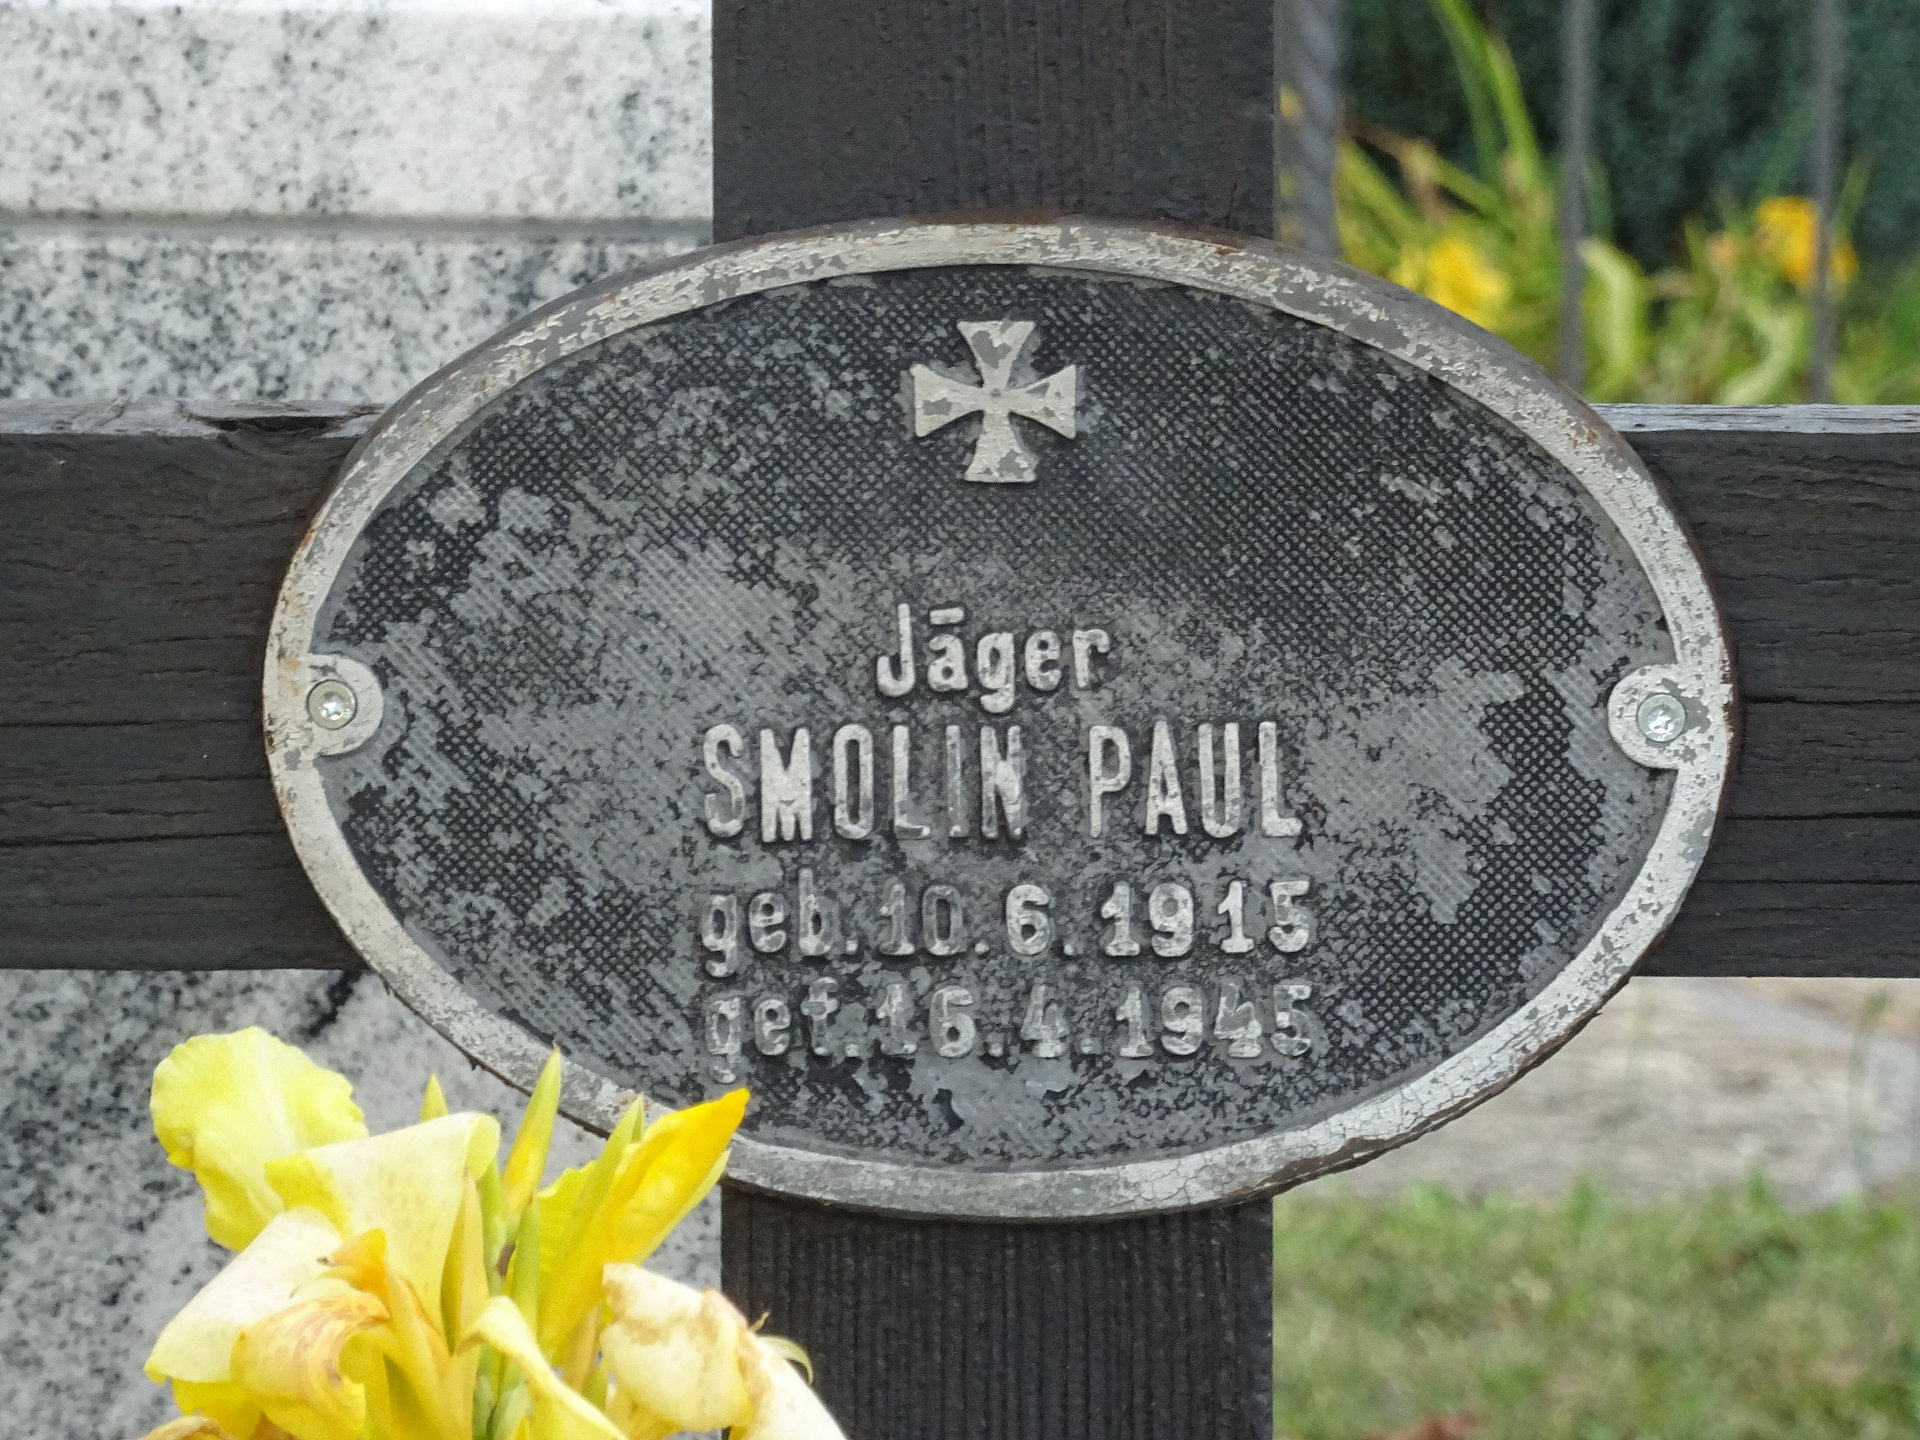 Jäger
SMOLIN PAUL
geb. 10.6.1915
gef. 16.4.1945